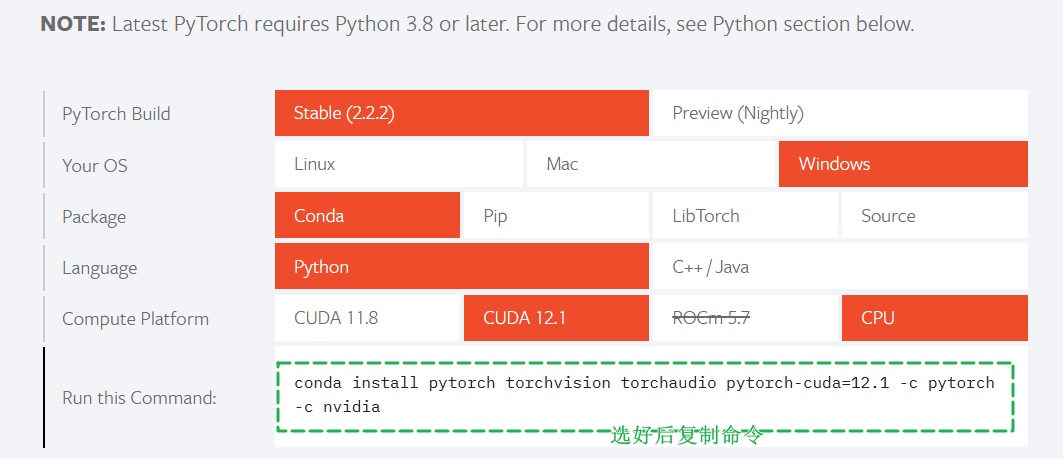 NOTE: Latest PyTorch requires Python 3.8 or later. For more details, see Python section below.
PyTorch Build Stable (2.2.2) Preview (Nightly)
Your OS Linux Mac Windows
Package Conda Pip LibTorch Source
Language Python C++ / Java
Compute Platform CUDA 11.8 CUDA 12.1 ROCm 5.7 CPU
Run this Command: conda install pytorch torchvision torchaudio pytorch-cuda=12.1 -c pytorch
-c nvidia
选好后复制命令